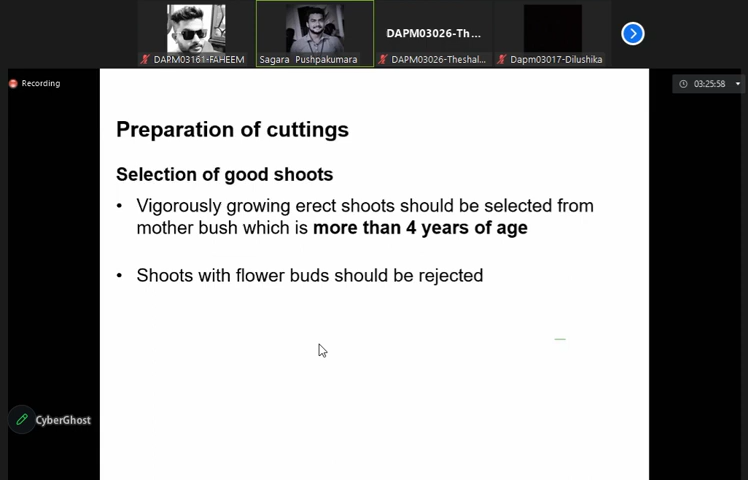 DAPM03026-Th...
DARM03161-FAHEEM
Sagara Pushpakumara
DAPM03026-Theshal...
Dapm03017-Dilushika
Recording
03:25:58
Preparation of cuttings
Selection of good shoots
• Vigorously growing erect shoots should be selected from
mother bush which is more than 4 years of age
• Shoots with flower buds should be rejected
CyberGhost